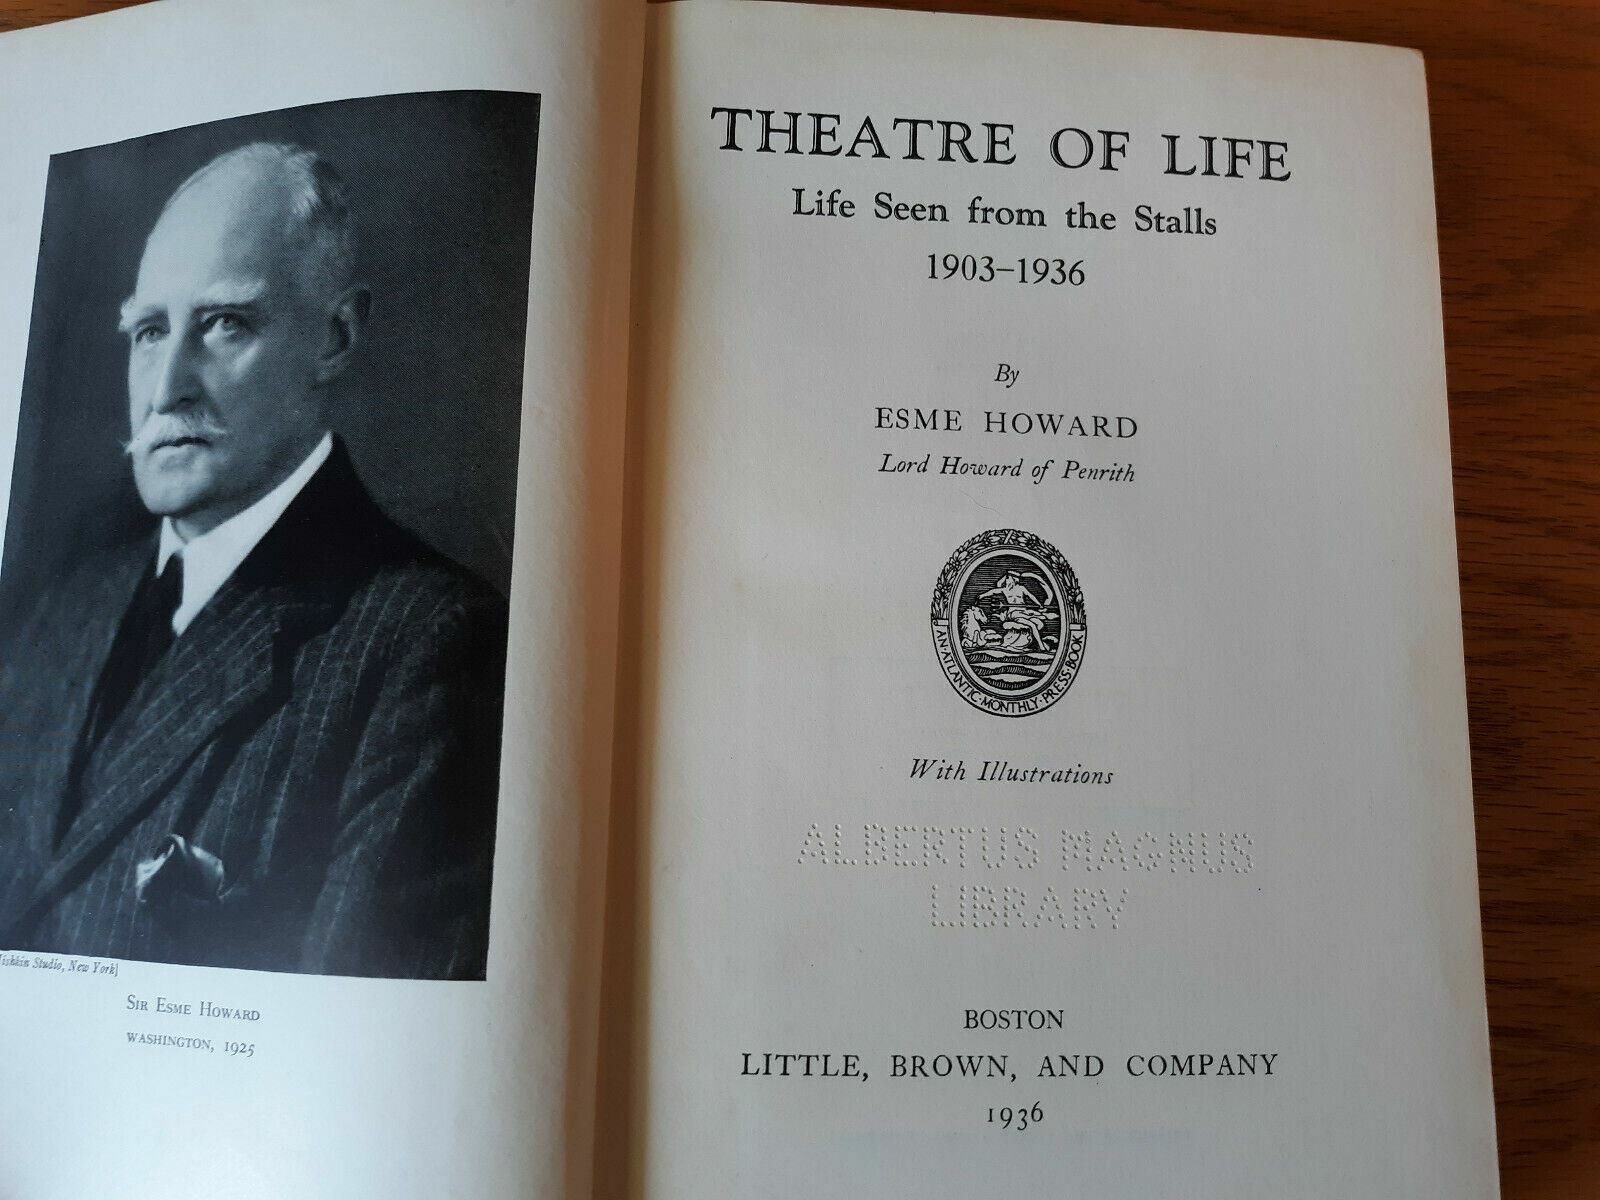 [Mishkin Studio, New York]
Sir Esme Howard
WASHINGTON, 1925
THEATRE OF LIFE
Life Seen from the Stalls
1903–1936
By
ESME HOWARD
Lord Howard of Penrith
AN·ATLANTIC·MONTHLY·PRESS·BOOK
With Illustrations
ALBERTUS MAGNUS
LIBRARY
BOSTON
LITTLE, BROWN, AND COMPANY
1936